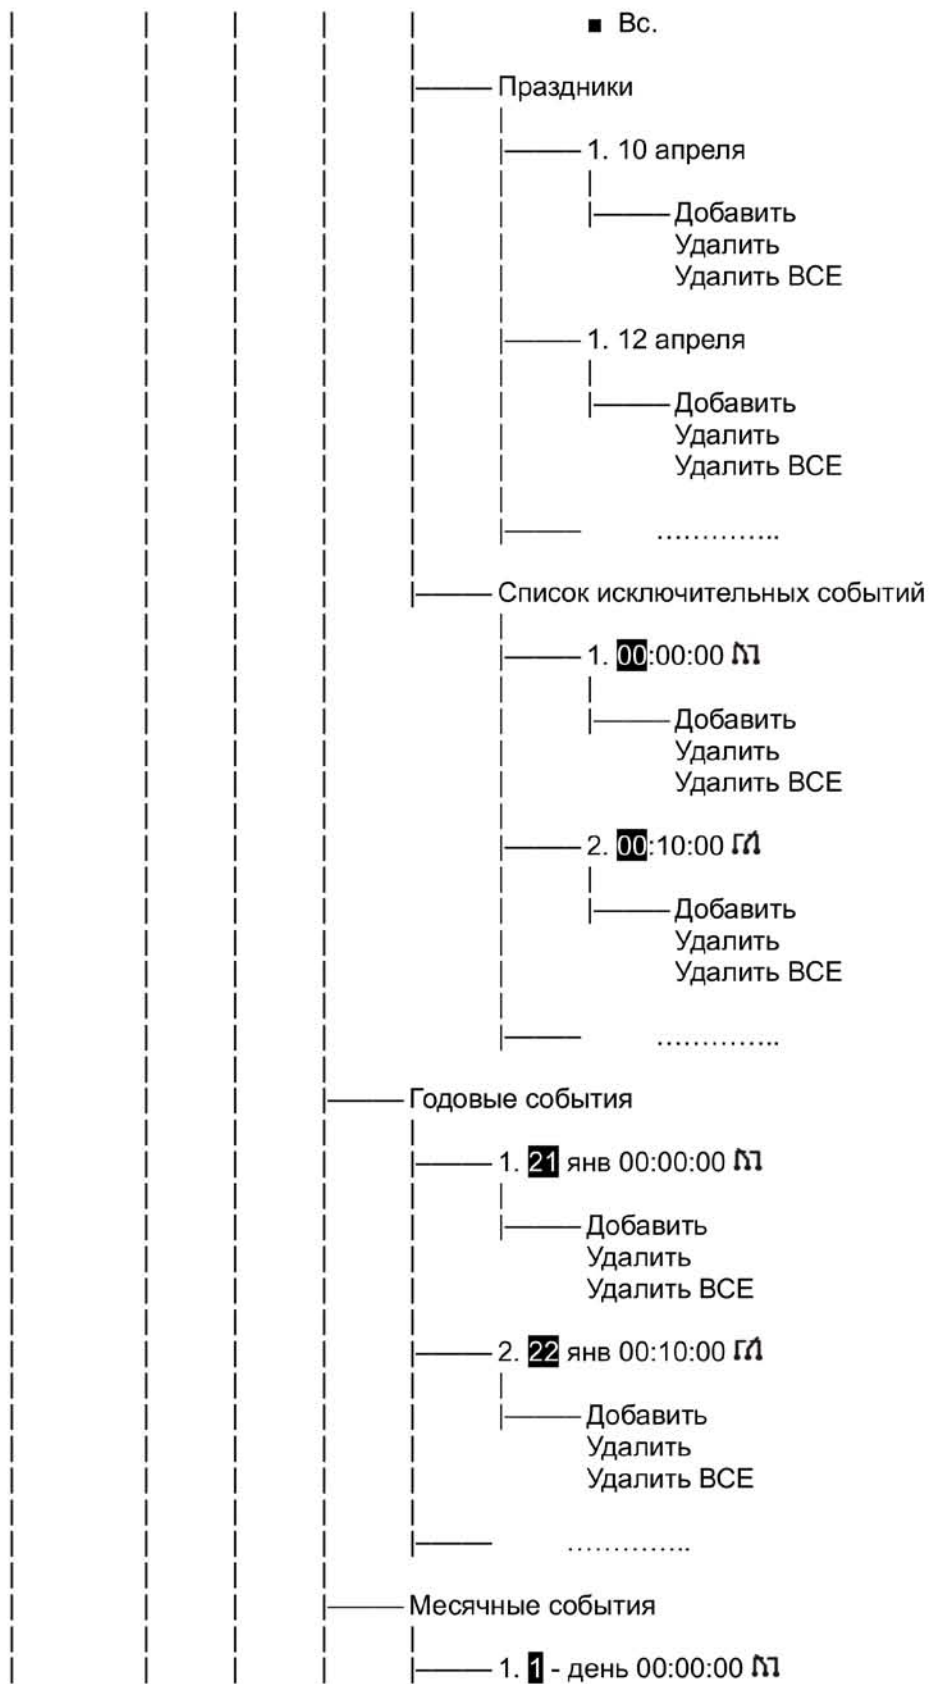 ■ Вс.
Праздники
1. 10 апреля
Добавить
Удалить
Удалить ВСЕ
1. 12 апреля
Добавить
Удалить
Удалить ВСЕ
…………..
Список исключительных событий
1. 00:00:00
Добавить
Удалить
Удалить ВСЕ
2. 00:10:00
Добавить
Удалить
Удалить ВСЕ
…………..
Годовые события
1. 21 янв 00:00:00
Добавить
Удалить
Удалить ВСЕ
2. 22 янв 00:10:00
Добавить
Удалить
Удалить ВСЕ
…………..
Месячные события
1. 1 - день 00:00:00